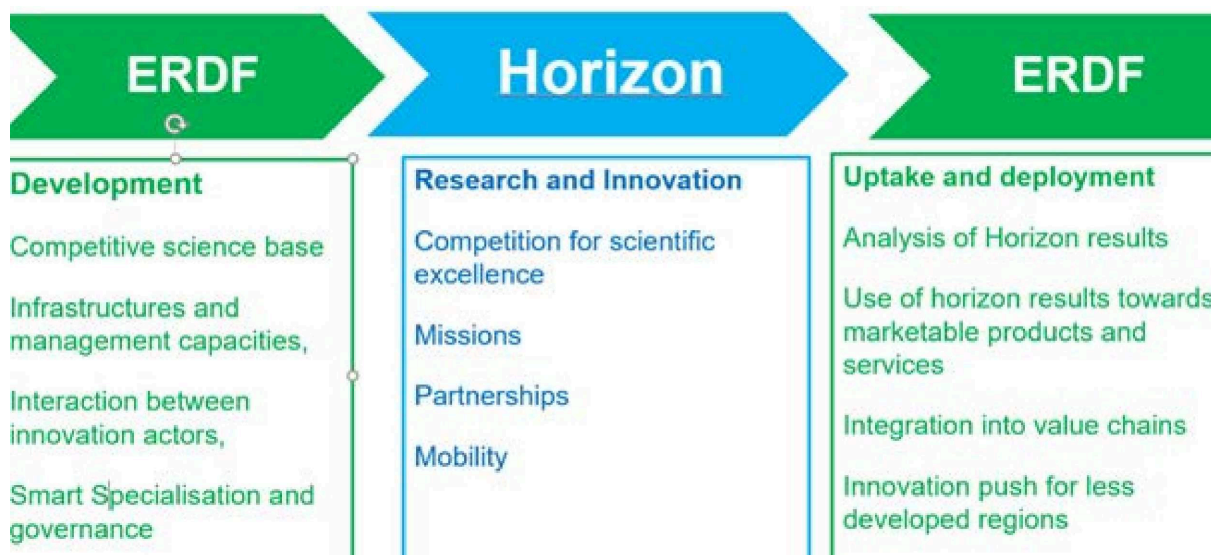 ERDF
Horizon
ERDF
Development
Competitive science base
Infrastructures and
management capacities,
Interaction between
innovation actors,
Smart Specialisation and
governance
Research and Innovation
Competition for scientific
excellence
Missions
Partnerships
Mobility
Uptake and deployment
Analysis of Horizon results
Use of horizon results towards
marketable products and
services
Integration into value chains
Innovation push for less
developed regions